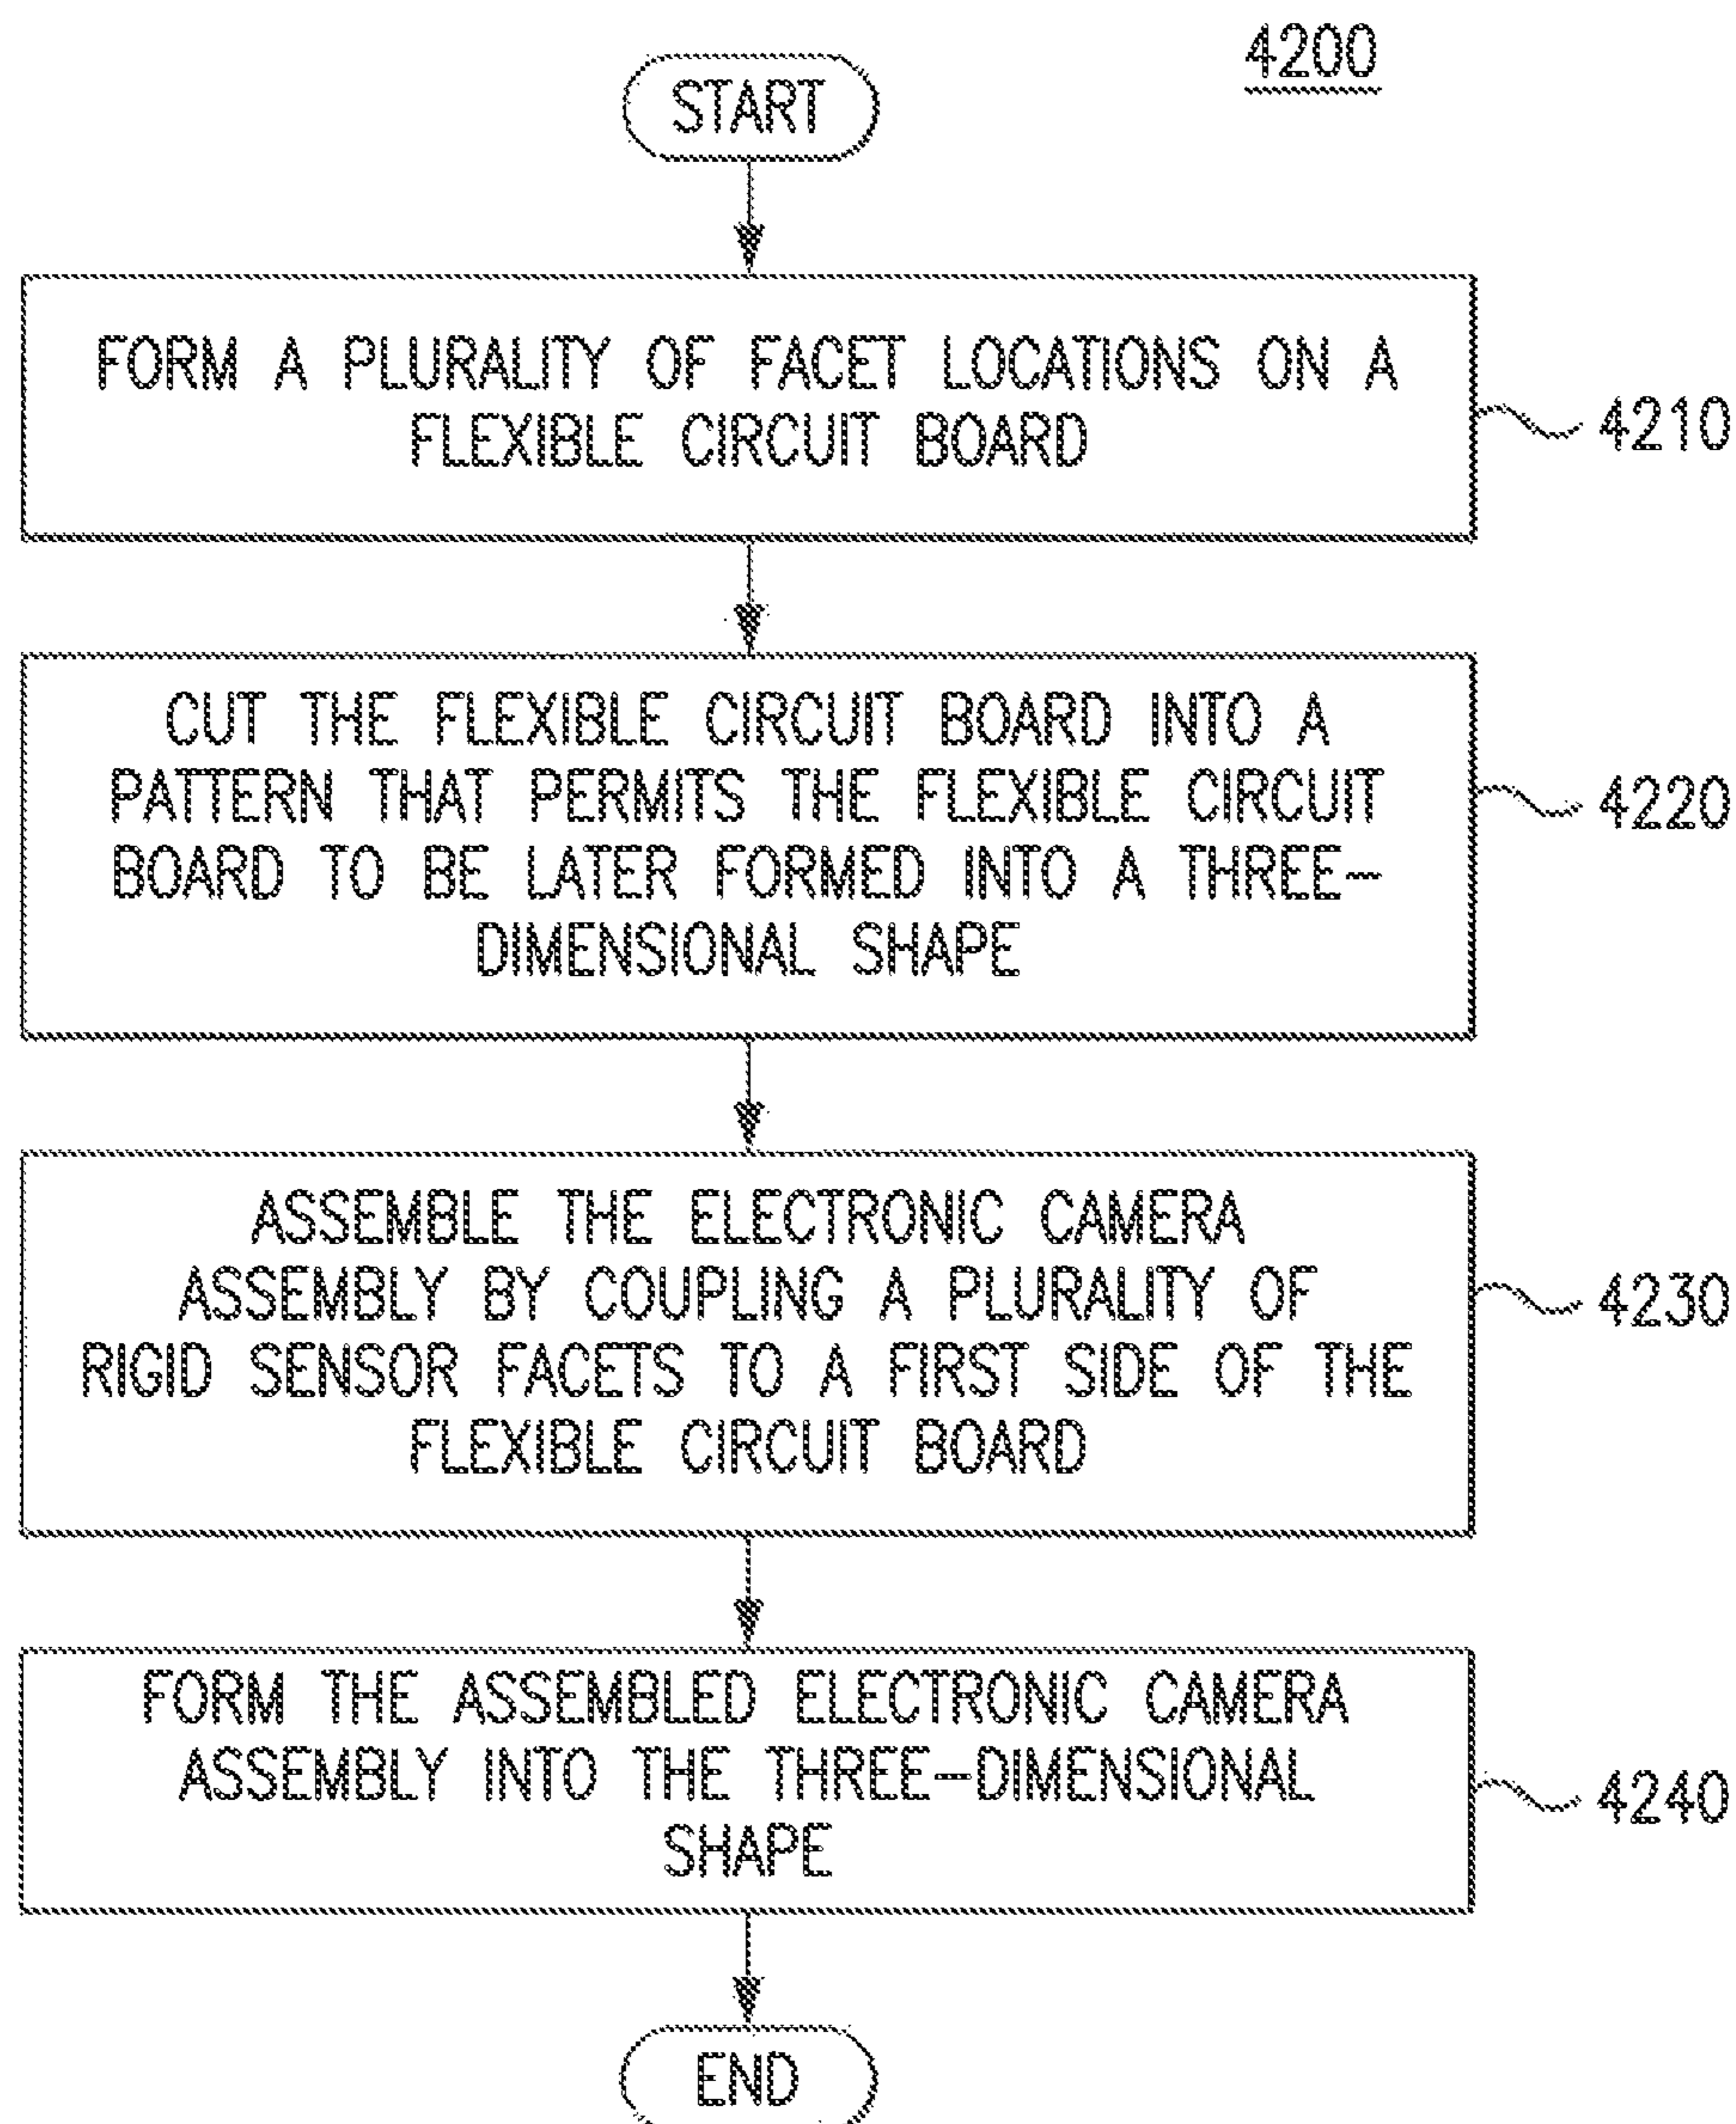 4200
START
FORM A PLURALITY OF FACET LOCATIONS ON A
FLEXIBLE CIRCUIT BOARD
4210
CUT THE FLEXIBLE CIRCUIT BOARD INTO A
PATTERN THAT PERMITS THE FLEXIBLE CIRCUIT
BOARD TO BE LATER FORMED INTO A THREE-
DIMENSIONAL SHAPE
4220
ASSEMBLE THE ELECTRONIC CAMERA
ASSEMBLY BY COUPLING A PLURALITY OF
RIGID SENSOR FACETS TO A FIRST SIDE OF THE
FLEXIBLE CIRCUIT BOARD
4230
FORM THE ASSEMBLED ELECTRONIC CAMERA
ASSEMBLY INTO THE THREE-DIMENSIONAL
SHAPE
4240
END